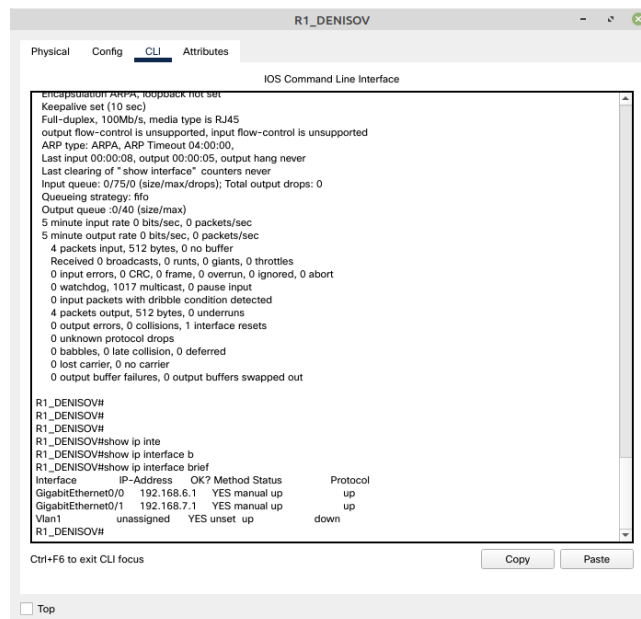 R1_DENISOV
Physical Config CLI Attributes
IOS Command Line Interface
Encapsulation ARPA, loopback not set
Keepalive set (10 sec)
Full-duplex, 100Mb/s, media type is RJ45
output flow-control is unsupported, input flow-control is unsupported
ARP type: ARPA, ARP Timeout 04:00:00,
Last input 00:00:08, output 00:00:05, output hang never
Last clearing of "show interface" counters never
Input queue: 0/75/0 (size/max/drops); Total output drops: 0
Queueing strategy: fifo
Output queue :0/40 (size/max)
5 minute input rate 0 bits/sec, 0 packets/sec
5 minute output rate 0 bits/sec, 0 packets/sec
4 packets input, 512 bytes, 0 no buffer
Received 0 broadcasts, 0 runts, 0 giants, 0 throttles
0 input errors, 0 CRC, 0 frame, 0 overrun, 0 ignored, 0 abort
0 watchdog, 1017 multicast, 0 pause input
0 input packets with dribble condition detected
4 packets output, 512 bytes, 0 underruns
0 output errors, 0 collisions, 1 interface resets
0 unknown protocol drops
0 babbles, 0 late collision, 0 deferred
0 lost carrier, 0 no carrier
0 output buffer failures, 0 output buffers swapped out
R1_DENISOV#
R1_DENISOV#
R1_DENISOV#
R1_DENISOV#show ip inte
R1_DENISOV#show ip interface b
R1_DENISOV#show ip interface brief
Interface IP-Address OK? Method Status Protocol
GigabitEthernet0/0 192.168.6.1 YES manual up up
GigabitEthernet0/1 192.168.7.1 YES manual up up
Vlan1 unassigned YES unset up down
R1_DENISOV#
Ctrl+F6 to exit CLI focus Copy Paste
Top